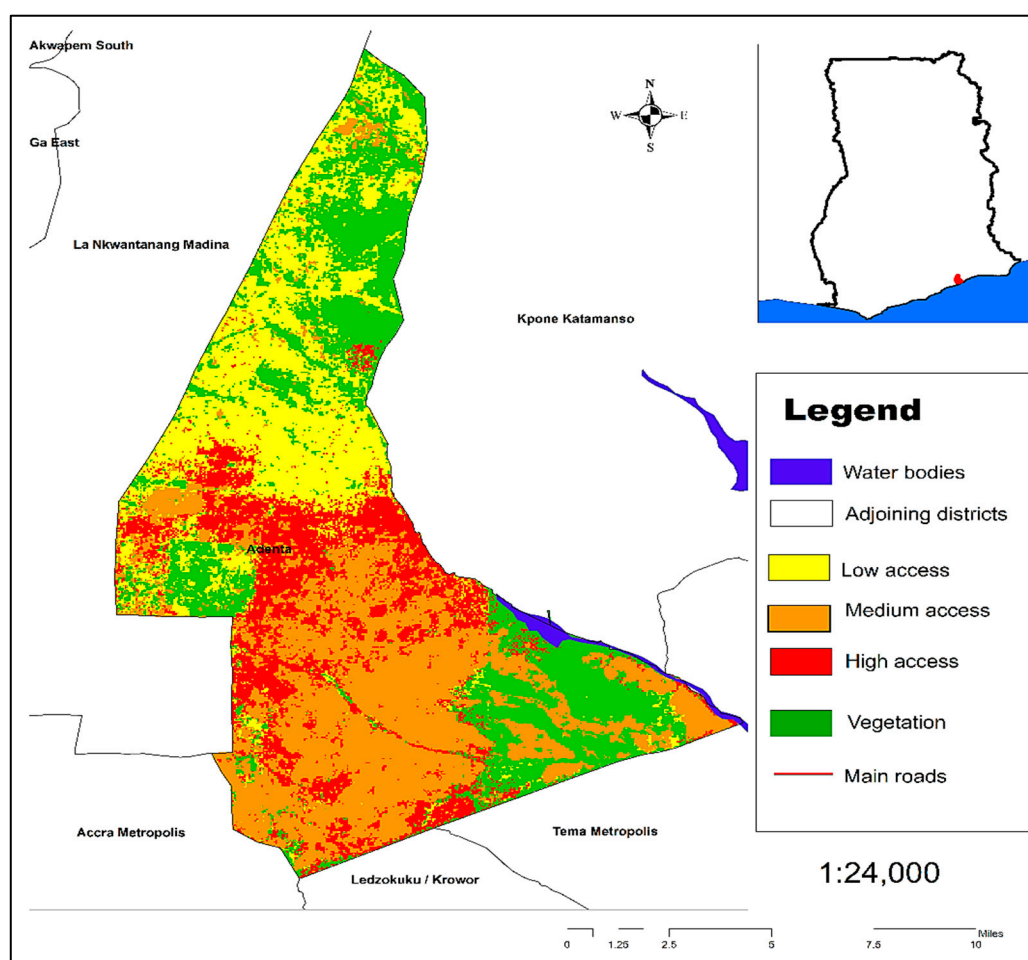 Akwapem South
Ga East
La Nkwantanang Madina
N
W E
S
Kpone Katamanso
Adenta
Accra Metropolis
Tema Metropolis
Ledzokuku / Krowor
Legend
Water bodies
Adjoining districts
Low access
Medium access
High access
Vegetation
Main roads
1:24,000
0 1.25 2.5 5 7.5 10 Miles